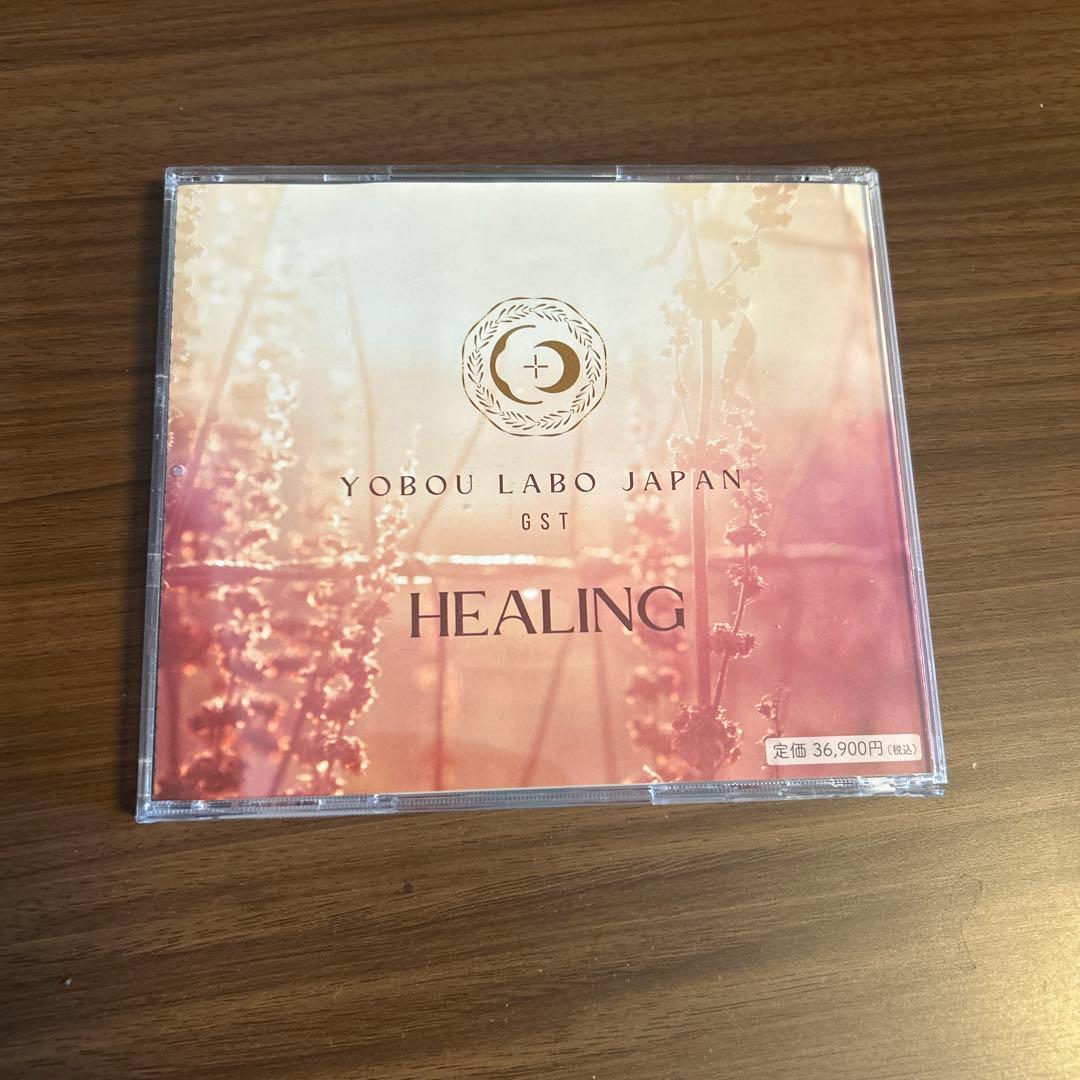 YOBOU LABO JAPAN
GST
HEALING
定価 36,900円(税込)